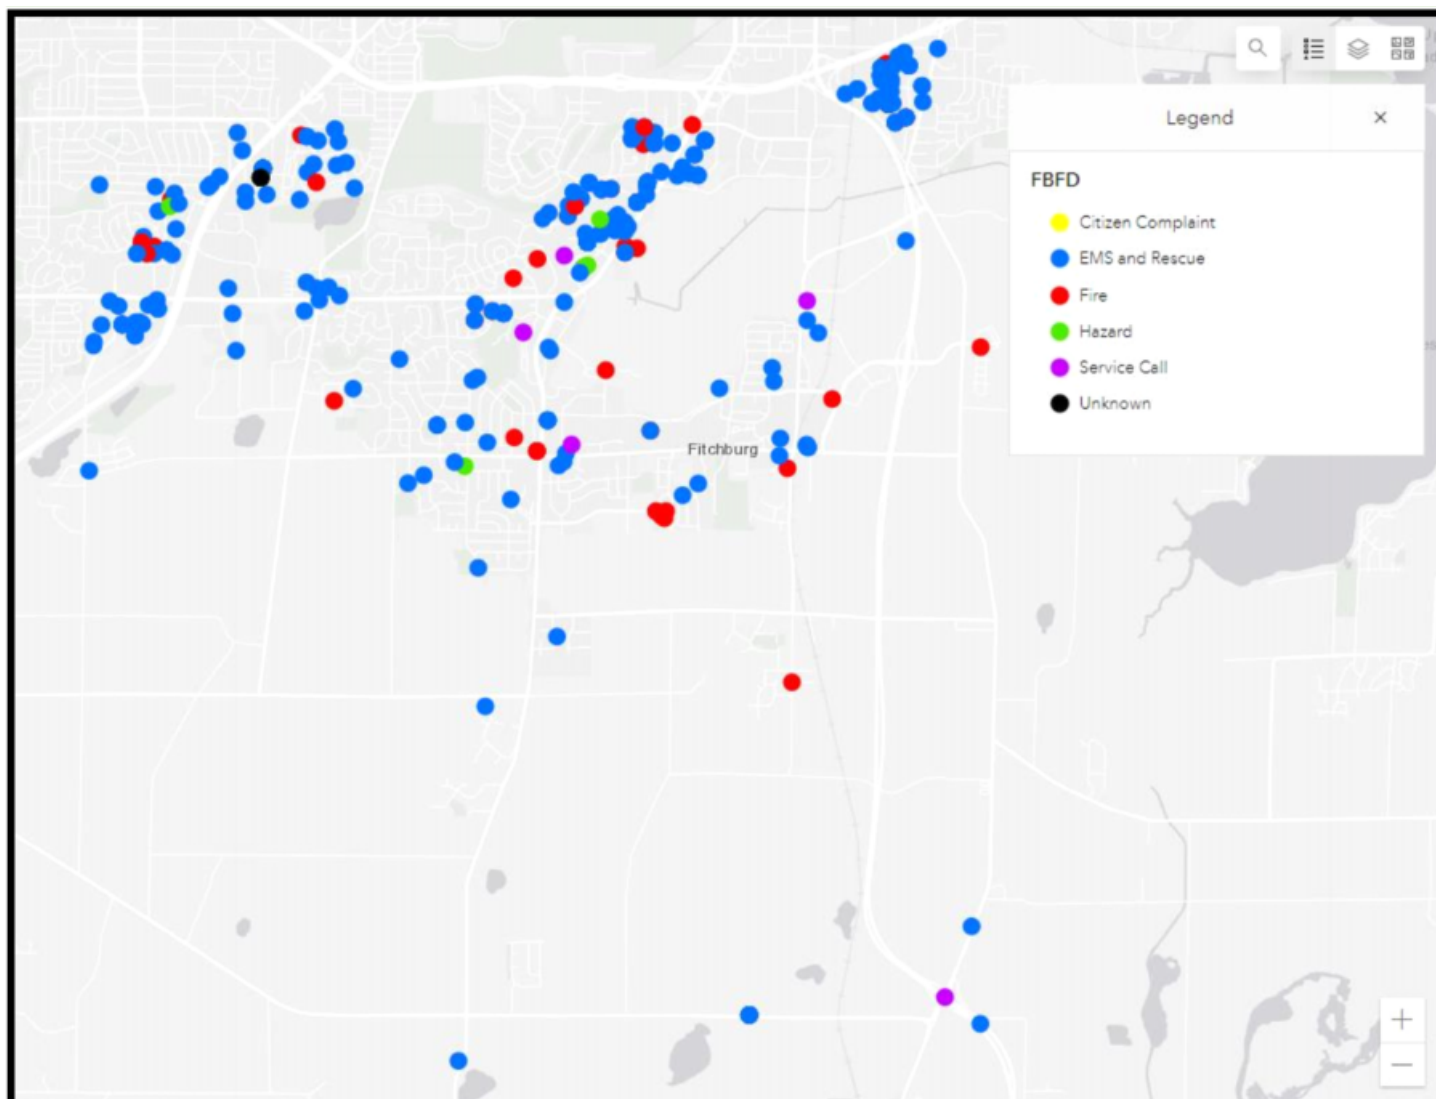 Legend
FBFD
Citizen Complaint
EMS and Rescue
Fire
Hazard
Service Call
Unknown
Fitchburg